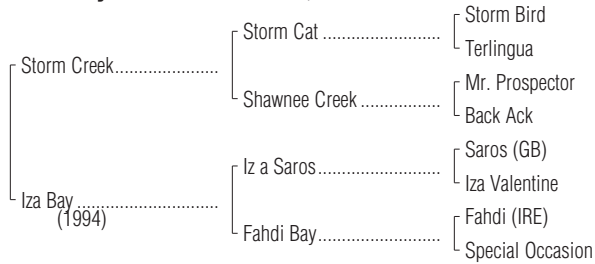 Storm Bird
Storm Cat ........................
Terlingua
Storm Creek.....................
Mr. Prospector
Shawnee Creek ................
Back Ack
Saros (GB)
Iz a Saros.........................
Iza Valentine
Iza Bay .............................
(1994)
Fahdi (IRE)
Fahdi Bay.........................
Special Occasion